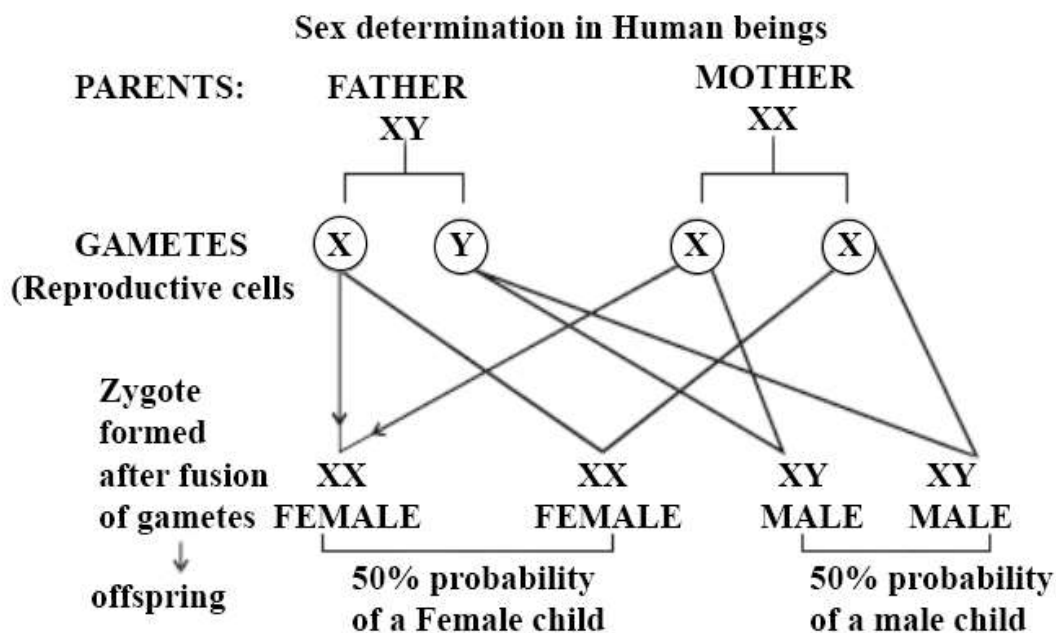 Sex determination in Human beings
PARENTS:
FATHER
XY
MOTHER
XX
GAMETES
(Reproductive cells
X
Y
X
X
Zygote
formed
after fusion
of gametes
offspring
XX
FEMALE
XX
FEMALE
XY
MALE
XY
MALE
50% probability
of a Female child
50% probability
of a male child